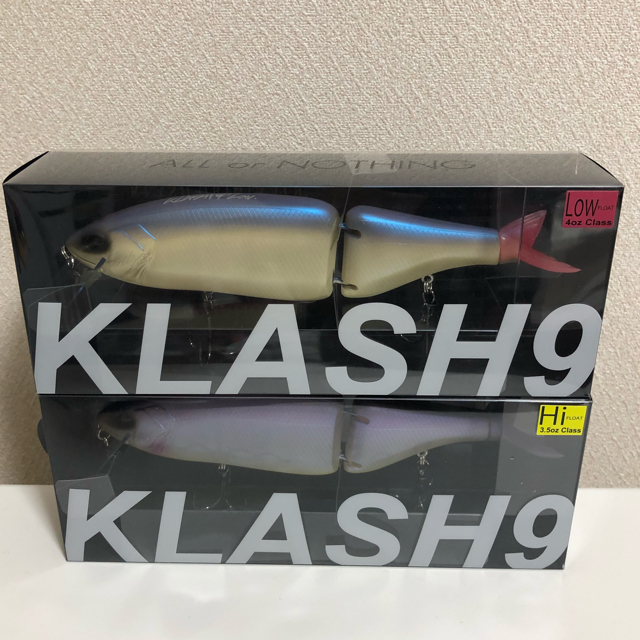 ALL or NOTHING
LOW FLOAT
4oz Class
KLASH9
Hi FLOAT
3.5oz Class
KLASH9